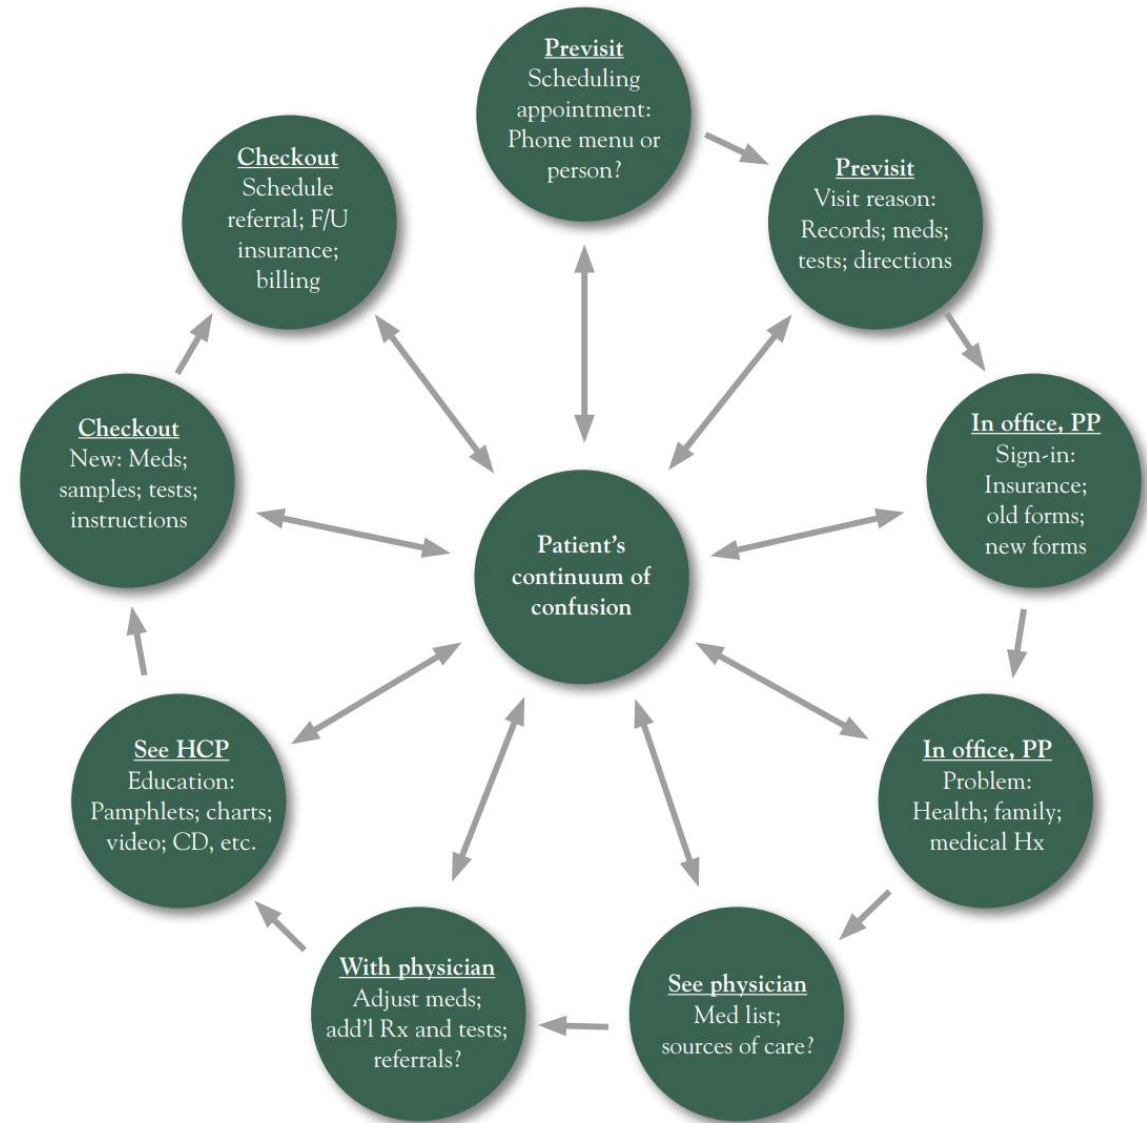 Previsit
Scheduling
appointment:
Phone menu or
person?
Previsit
Visit reason:
Records; meds;
tests; directions
In office, PP
Sign-in:
Insurance;
old forms;
new forms
In office, PP
Problem:
Health; family;
medical Hx
See physician
Med list;
sources of care?
With physician
Adjust meds;
add'l Rx and tests;
referrals?
See HCP
Education:
Pamphlets; charts;
video; CD, etc.
Checkout
New: Meds;
samples; tests;
instructions
Checkout
Schedule
referral; F/U
insurance;
billing
Patient's
continuum of
confusion